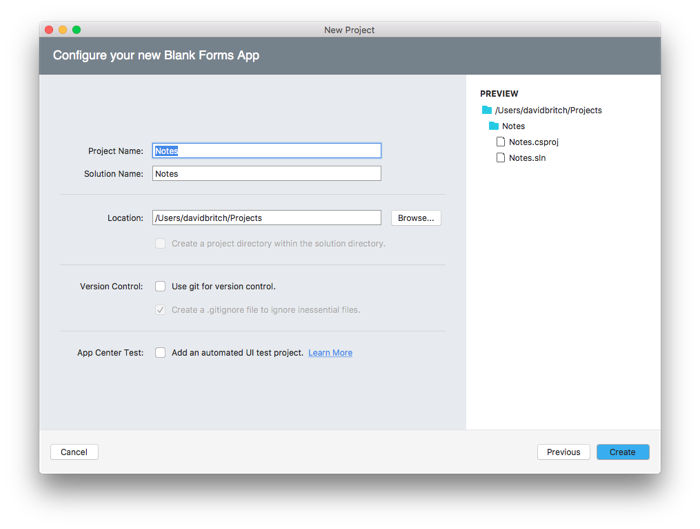 New Project
Configure your new Blank Forms App
Project Name: Notes
Solution Name: Notes
Location: /Users/davidbritch/Projects Browse...
Create a project directory within the solution directory.
Version Control: Use git for version control.
Create a .gitignore file to ignore inessential files.
App Center Test: Add an automated UI test project. Learn More
PREVIEW
/Users/davidbritch/Projects
Notes
Notes.csproj
Notes.sln
Cancel Previous Create